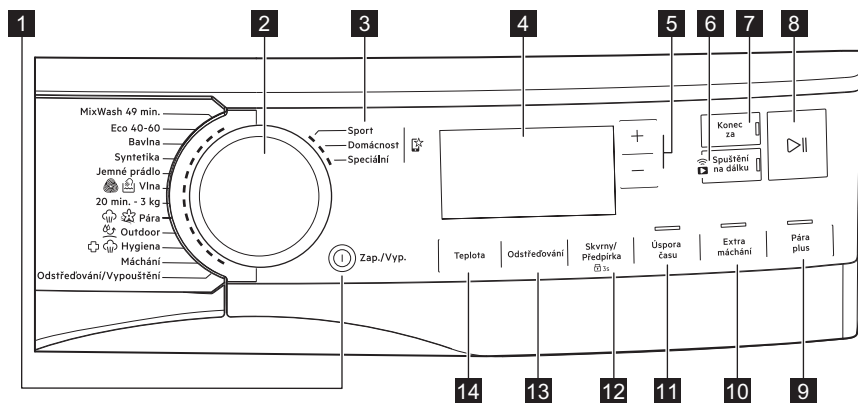 1
2
3
4
5
6
7
8
MixWash 49 min.
Eco 40-60
Bavlna
Syntetika
Jemné prádlo
Vlna
20 min. - 3 kg
Pára
Outdoor
Hygiena
Máchání
Odstřeďování/Vypouštění
Sport
Domácnost
Speciální
Zap./Vyp.
+
−
Konec
za
Spuštění
na dálku
Teplota
Odstřeďování
Skvrny/
Předpírka
3s
Úspora
času
Extra
máchání
Pára
plus
14
13
12
11
10
9